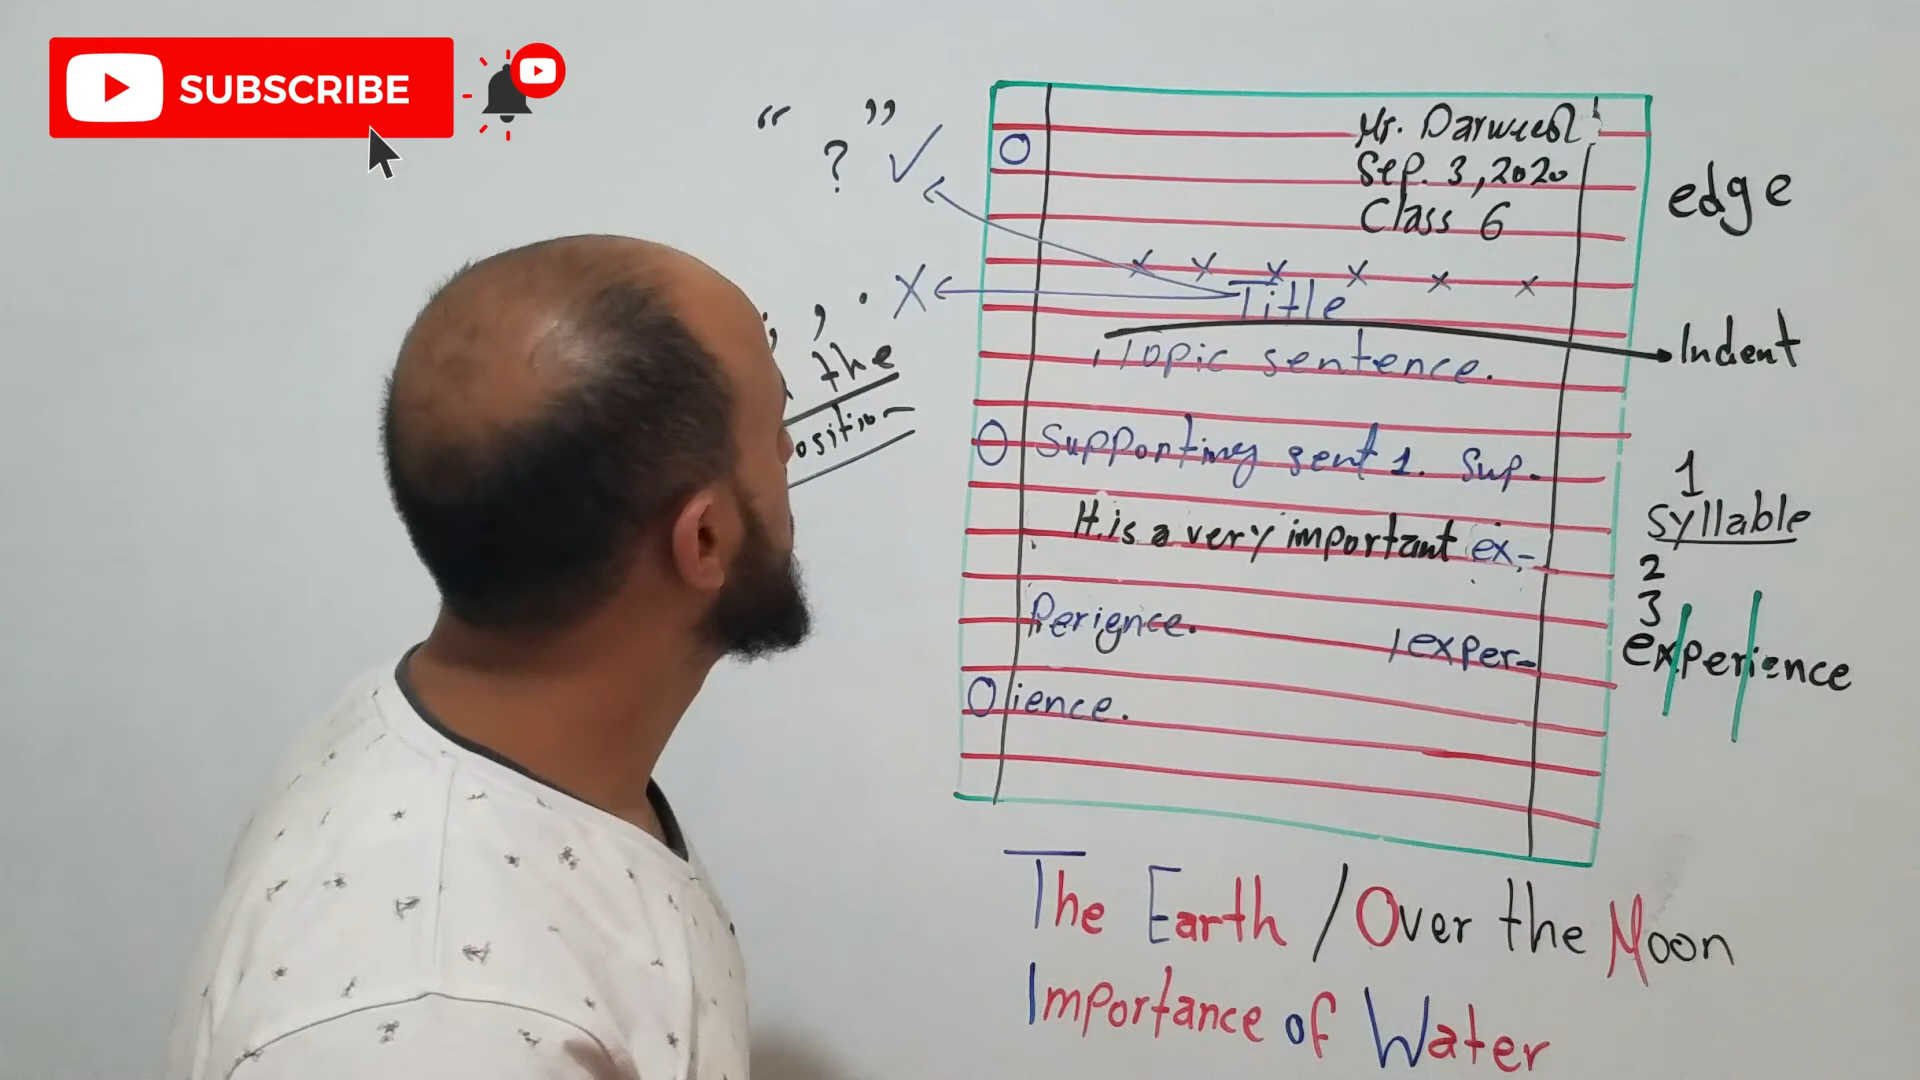 SUBSCRIBE
“ ”
? ✓
; , . X
the
Mr. Darweesh
Sep. 3, 2020
Class 6
x x x x x x
Title
Topic sentence.
Supporting sent 1. Sup-
It is a very important ex-
Perignce.
exper-
ience.
edge
Indent
1
Syllable
2
3
experience
The Earth / Over the Moon
Importance of Water